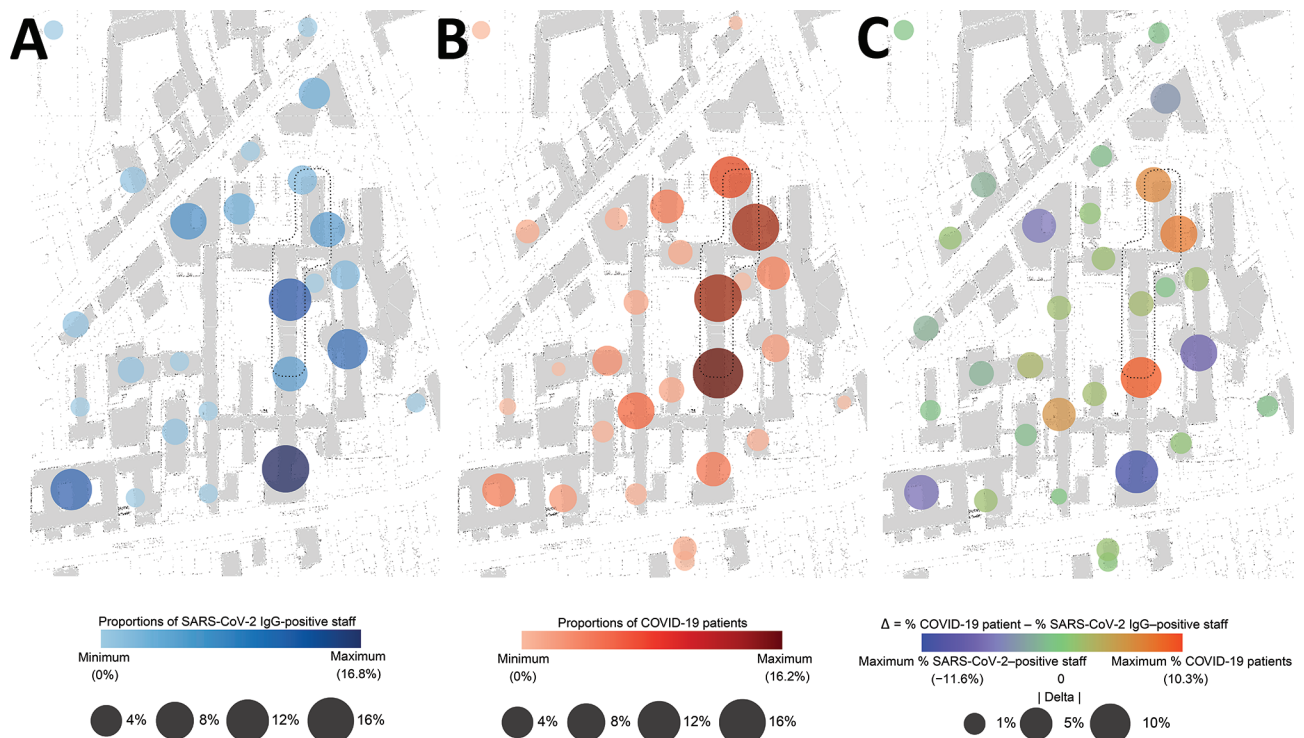 A
B
C
Proportions of SARS-CoV-2 IgG-positive staff
Minimum
(0%)
Maximum
(16.8%)
4%
8%
12%
16%
Proportions of COVID-19 patients
Minimum
(0%)
Maximum
(16.2%)
4%
8%
12%
16%
Δ = % COVID-19 patient – % SARS-CoV-2 IgG–positive staff
Maximum % SARS-CoV-2–positive staff
(−11.6%)
0
Maximum % COVID-19 patients
(10.3%)
| Delta |
1%
5%
10%